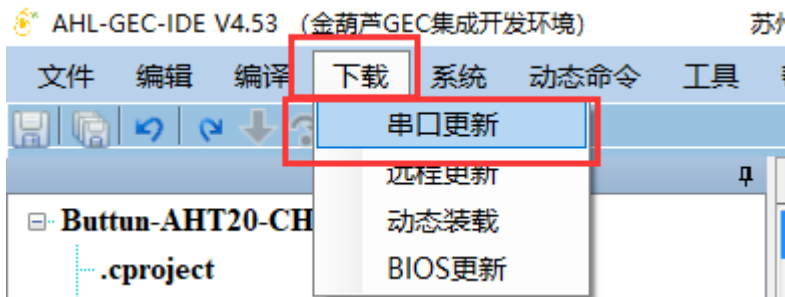 AHL-GEC-IDE V4.53 （金葫芦GEC集成开发环境） 苏
文件 编辑 编译 下载 系统 动态命令 工具
串口更新
远程更新
动态装载
BIOS更新
Buttun-AHT20-CH
.cproject